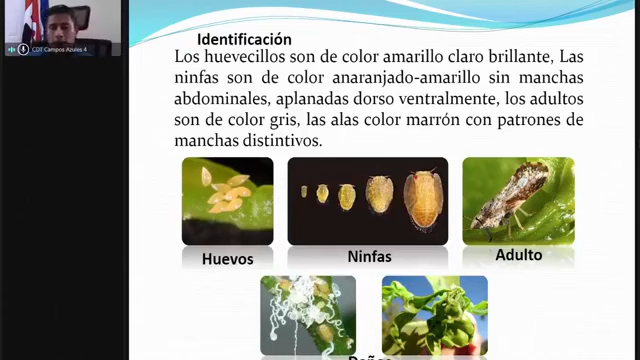 CDT Campos Azules 4
Identificación
Los huevecillos son de color amarillo claro brillante, Las
ninfas son de color anaranjado-amarillo sin manchas
abdominales, aplanadas dorso ventralmente, los adultos
son de color gris, las alas color marrón con patrones de
manchas distintivos.
Huevos
Ninfas
Adulto